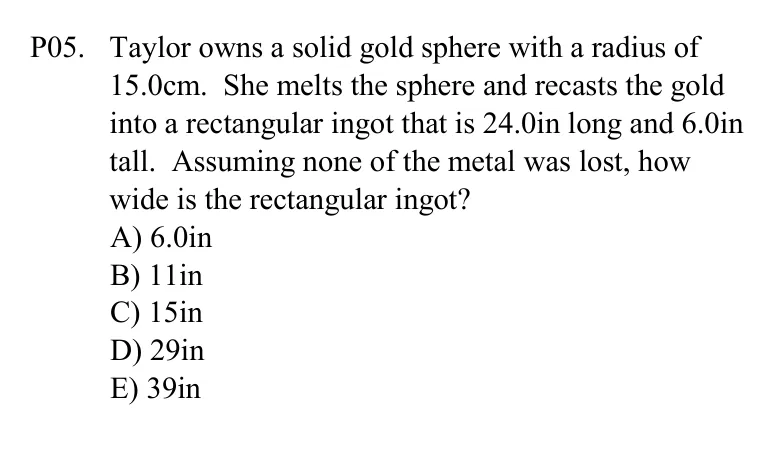 P05. Taylor owns a solid gold sphere with a radius of
15.0cm. She melts the sphere and recasts the gold
into a rectangular ingot that is 24.0in long and 6.0in
tall. Assuming none of the metal was lost, how
wide is the rectangular ingot?
A) 6.0in
B) 11in
C) 15in
D) 29in
E) 39in